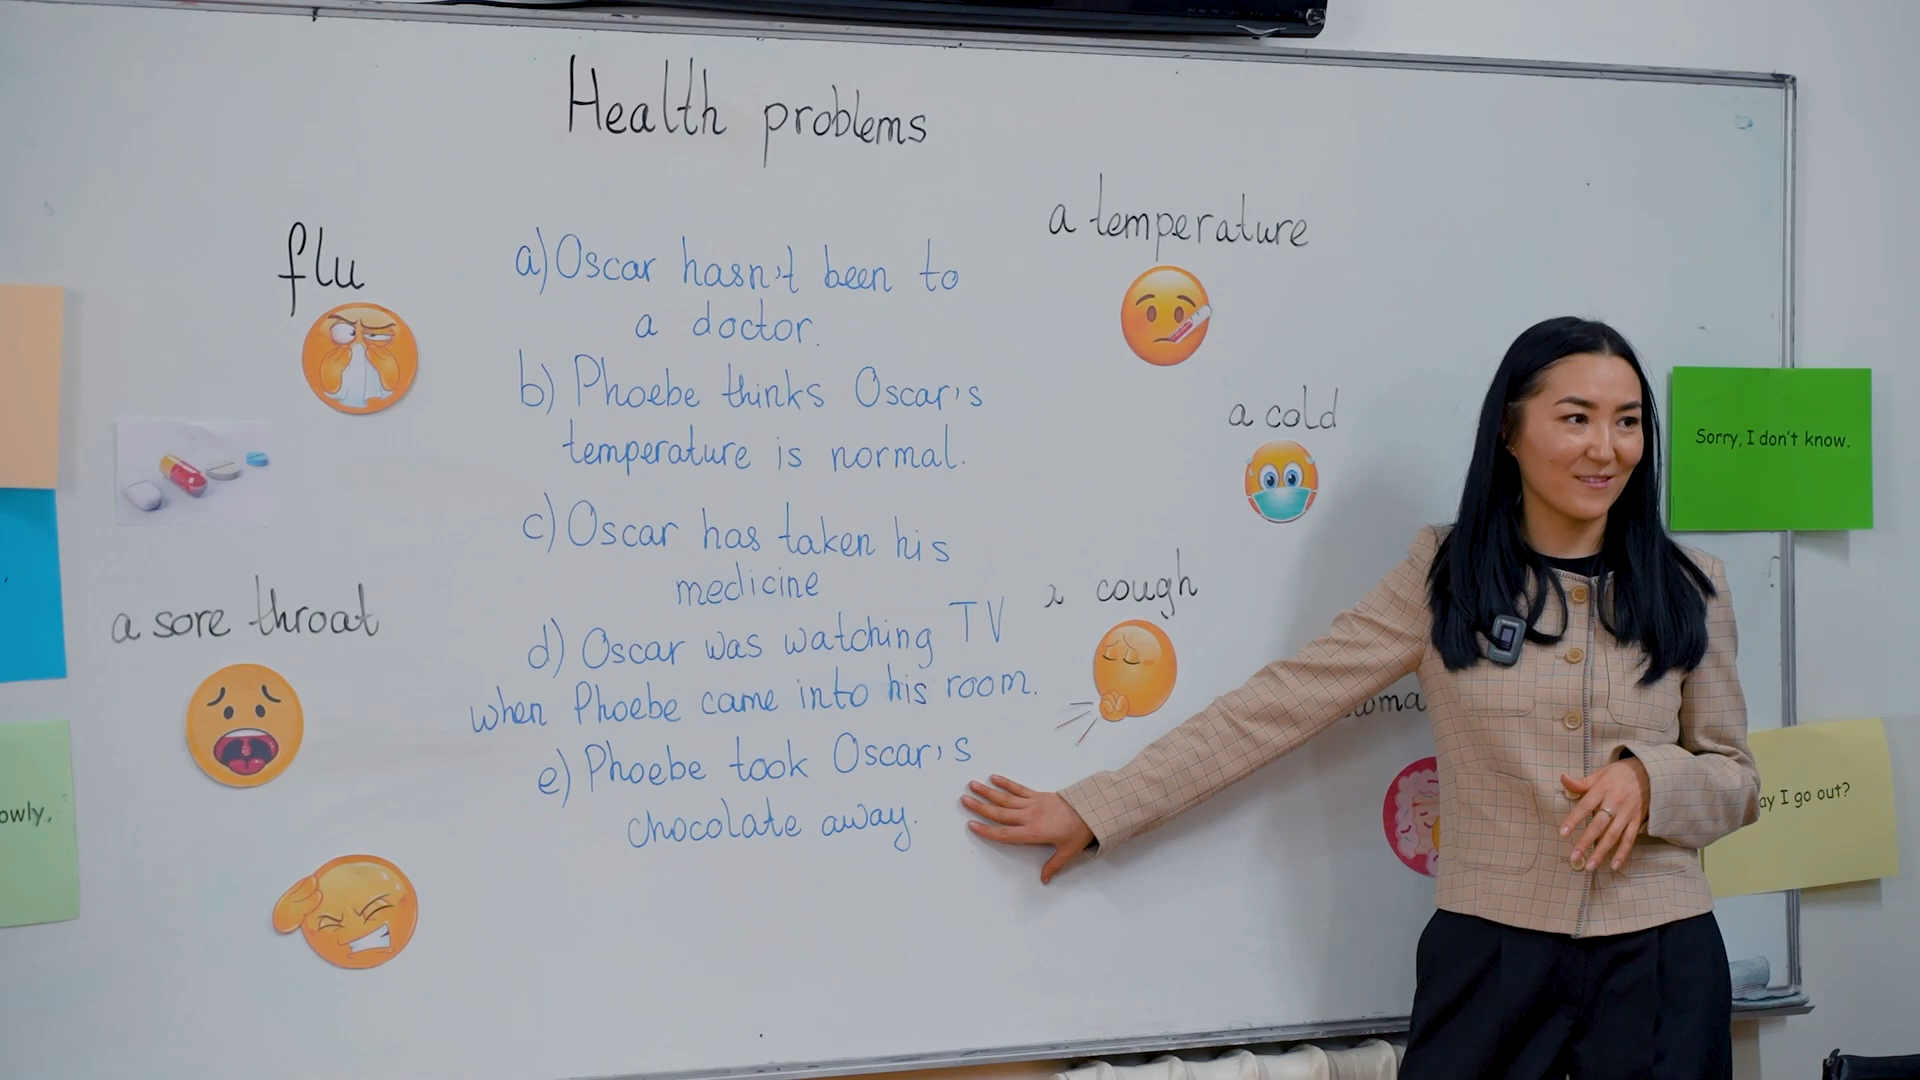 Health problems
flu
a sore throat
a) Oscar hasn't been to
a doctor.
b) Phoebe thinks Oscar's
temperature is normal.
c) Oscar has taken his
medicine
d) Oscar was watching TV
when Phoebe came into his room.
e) Phoebe took Oscar's
chocolate away.
a temperature
a cold
a cough
Sorry, I don't know.
I go out?